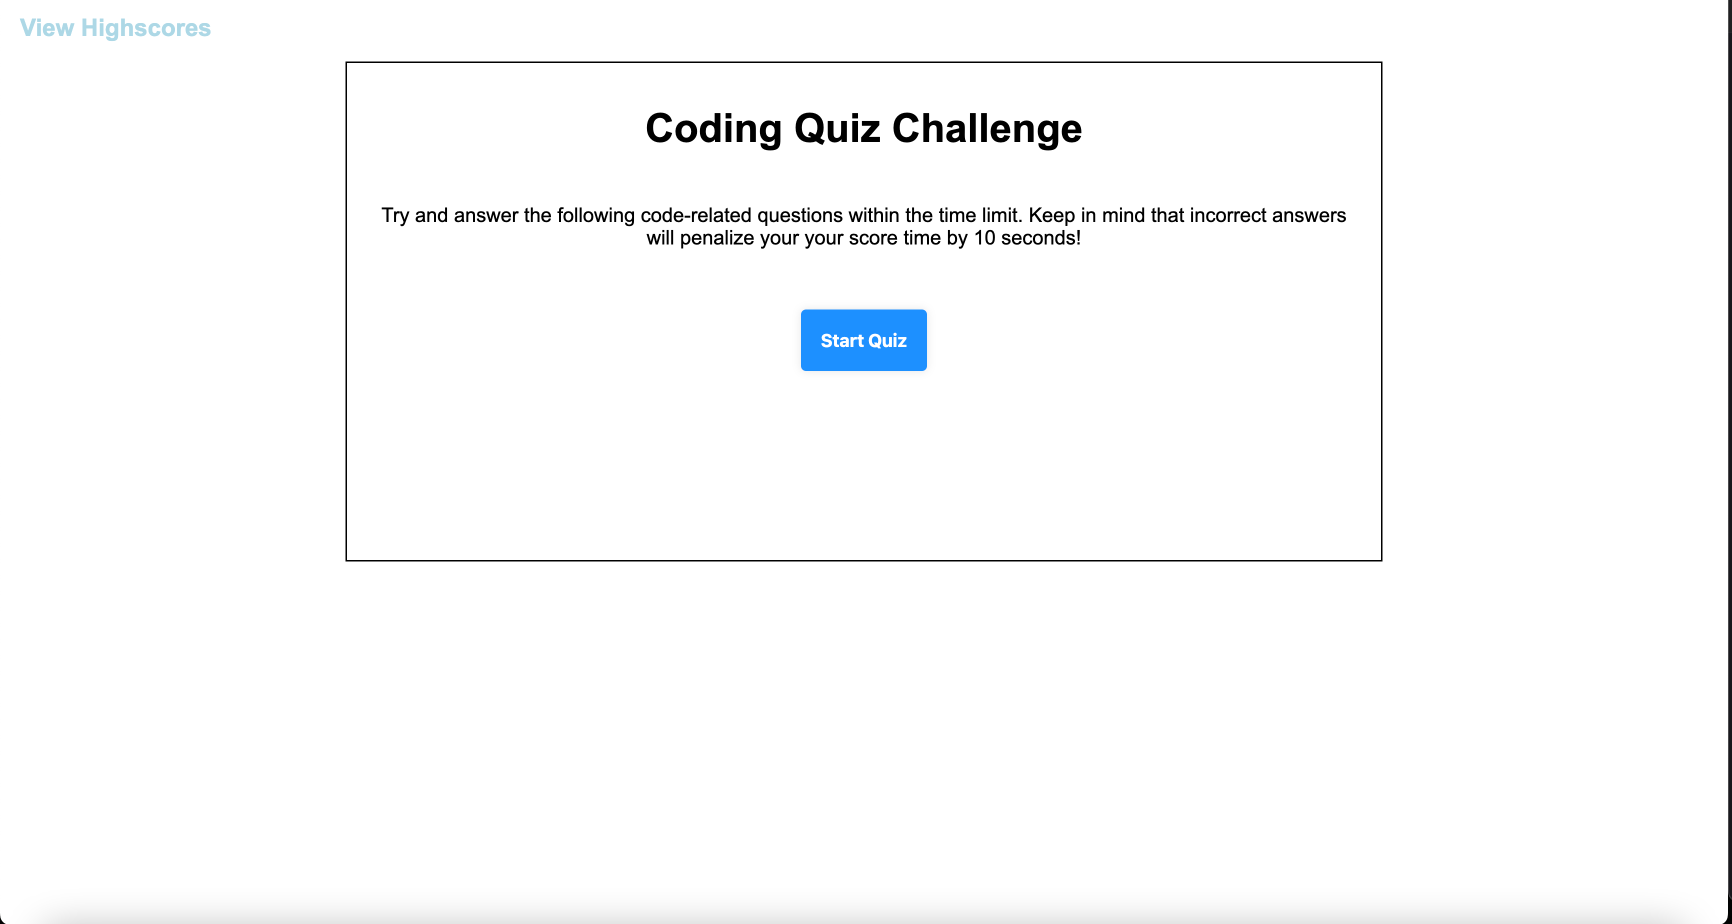 View Highscores
Coding Quiz Challenge
Try and answer the following code-related questions within the time limit. Keep in mind that incorrect answers
will penalize your your score time by 10 seconds!
Start Quiz